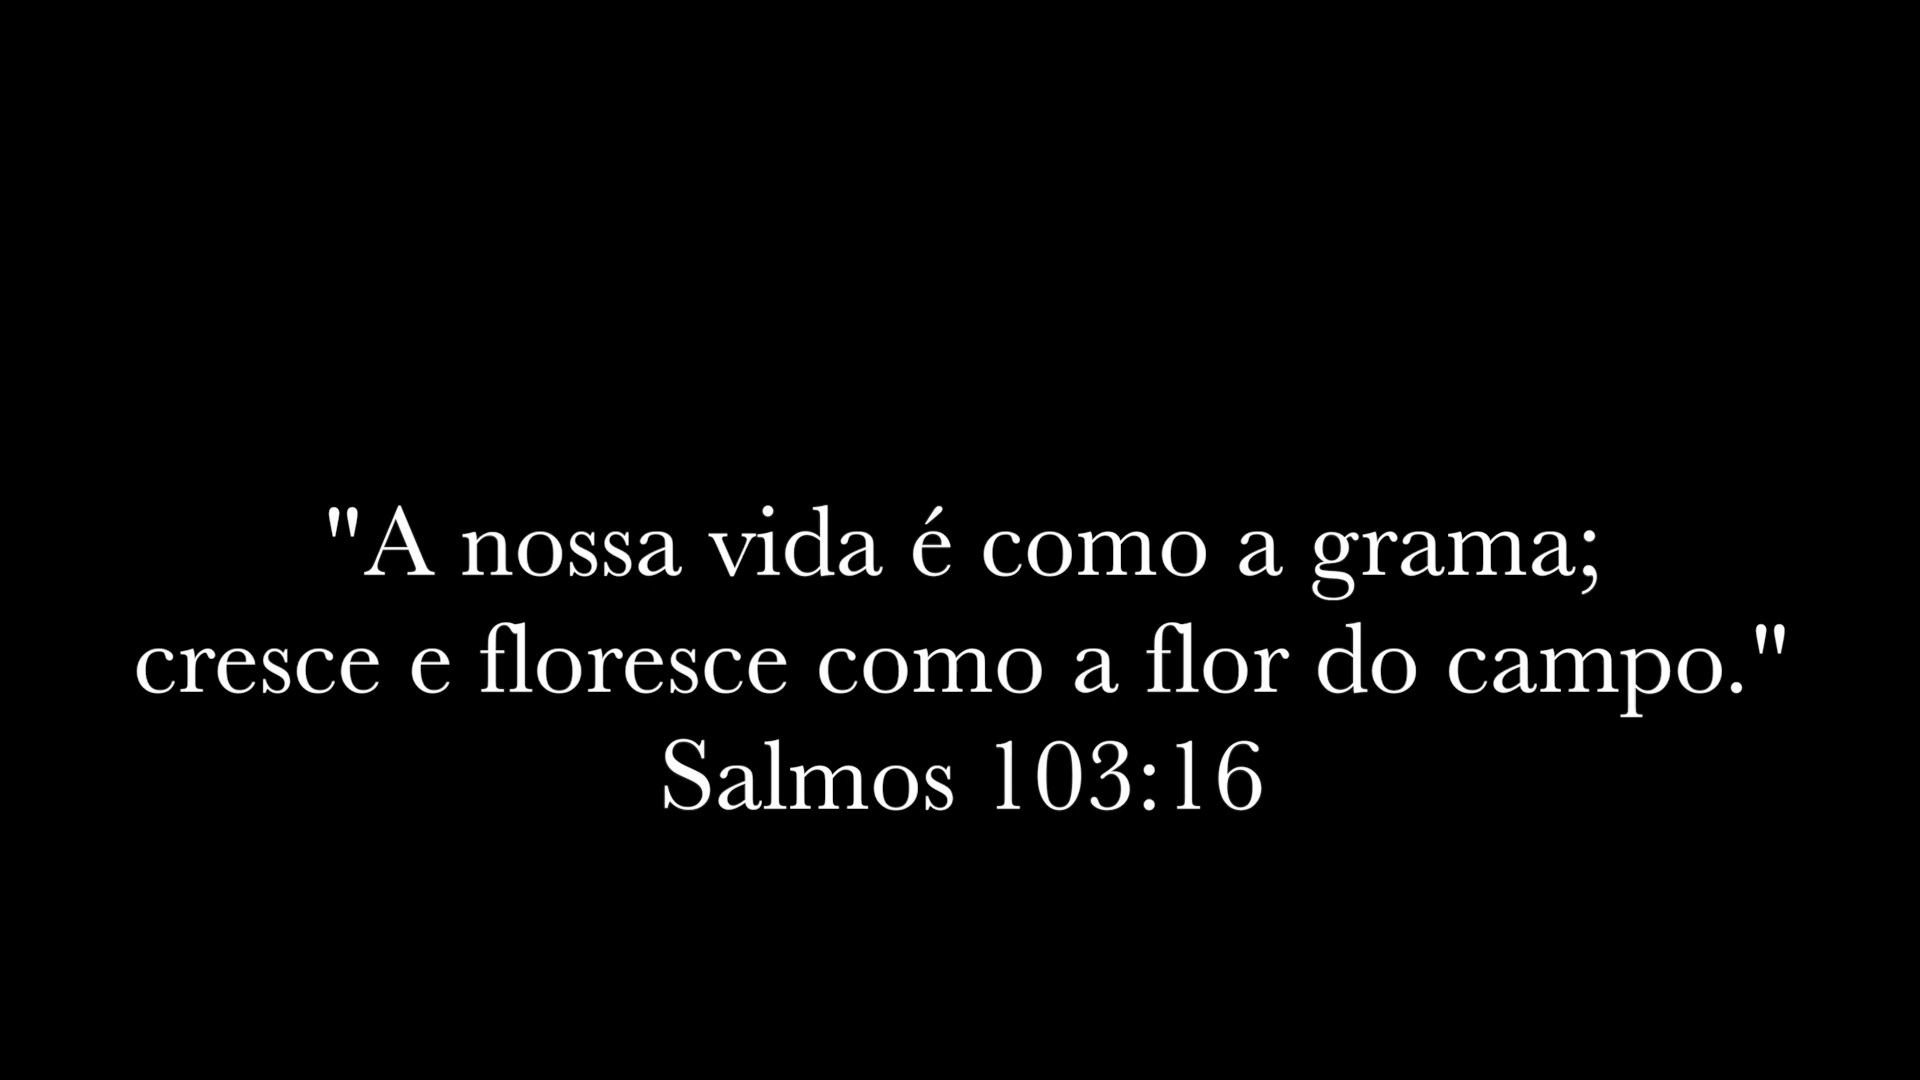 "A nossa vida é como a grama;
cresce e floresce como a flor do campo."
Salmos 103:16